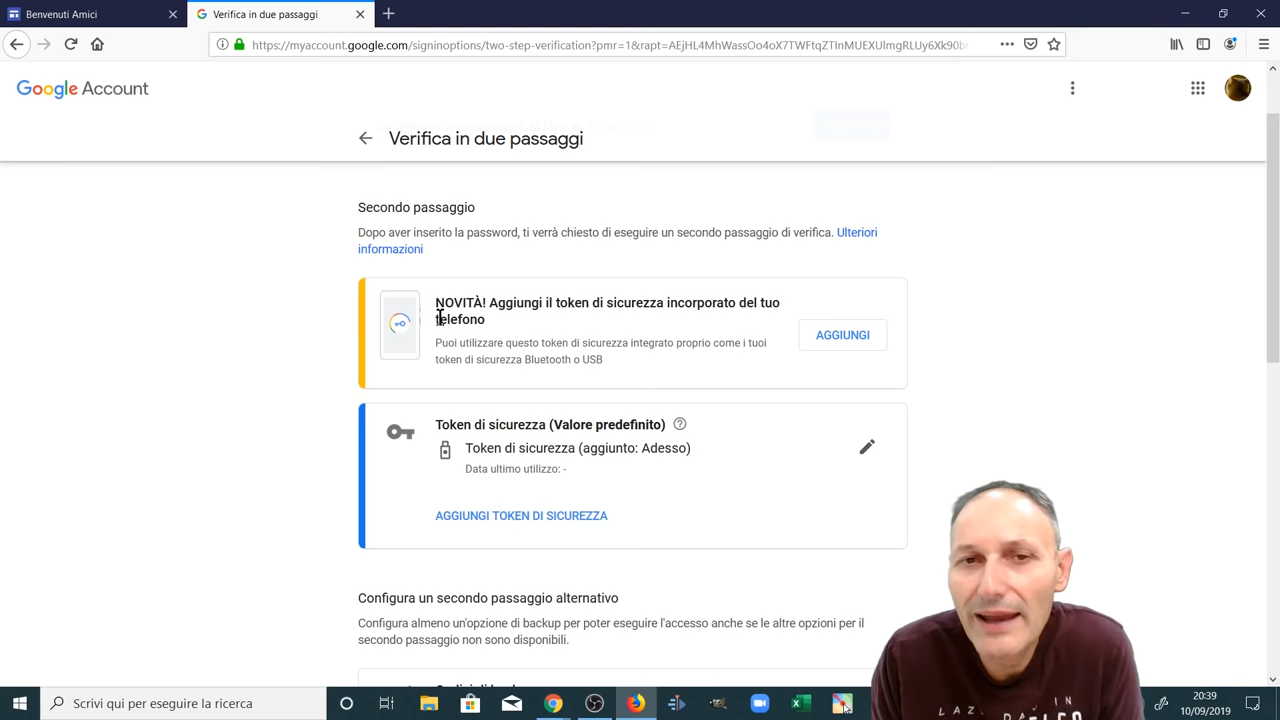 Benvenuti Amici
Verifica in due passaggi
https://myaccount.google.com/signinoptions/two-step-verification?pmr=1&rapt=
Google Account
Verifica in due passaggi
Secondo passaggio
Dopo aver inserito la password, ti verrà chiesto di eseguire un secondo passaggio di verifica. Ulteriori
informazioni
NOVITÀ! Aggiungi il token di sicurezza incorporato del tuo
telefono
AGGIUNGI
Puoi utilizzare questo token di sicurezza integrato proprio come i tuoi
token di sicurezza Bluetooth o USB
Token di sicurezza (Valore predefinito)
Token di sicurezza (aggiunto: Adesso)
Data ultimo utilizzo: -
AGGIUNGI TOKEN DI SICUREZZA
Configura un secondo passaggio alternativo
Configura almeno un'opzione di backup per poter eseguire l'accesso anche se le altre opzioni per il
secondo passaggio non sono disponibili.
Scrivi qui per eseguire la ricerca
20:39
10/09/2019